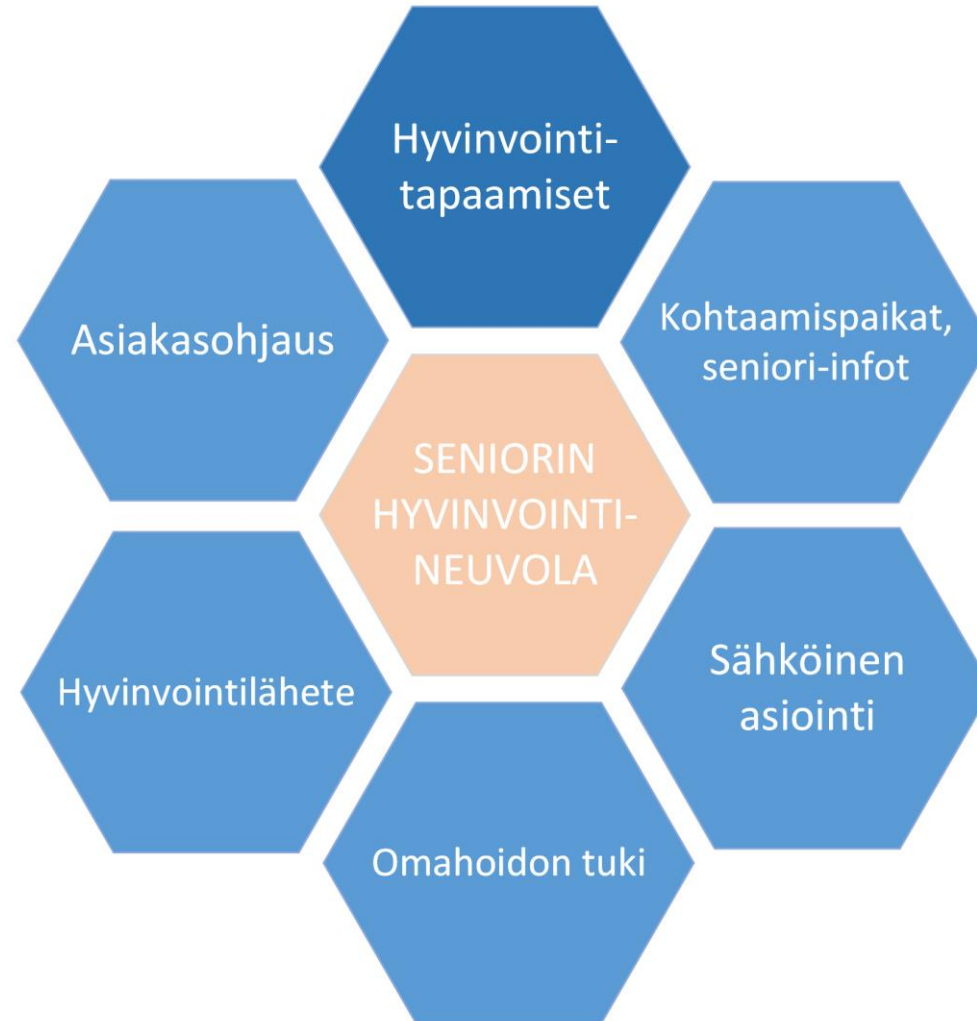 Hyvinvointi-
tapaamiset
Asiakasohjaus
Kohtaamispaikat,
seniori-infot
SENIORIN
HYVINVOINTI-
NEUVOLA
Hyvinvointilähete
Sähköinen
asiointi
Omahoidon tuki